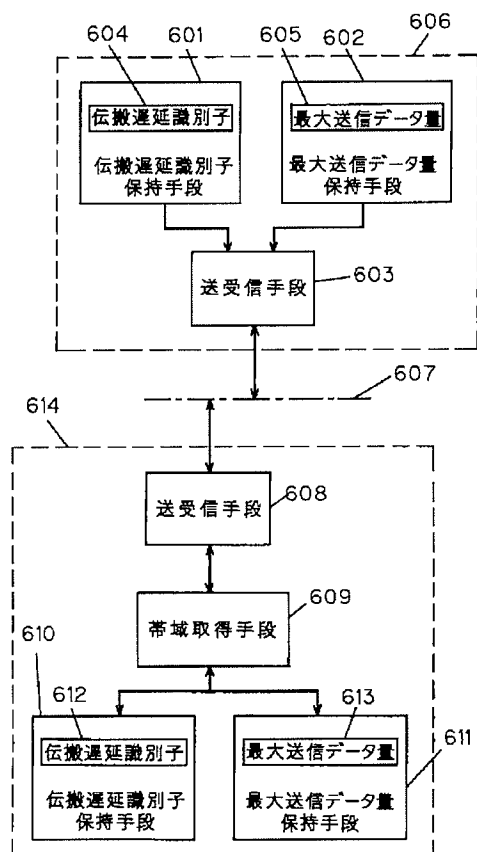 604
601
605
602
606
伝搬遅延識別子
伝搬遅延識別子
保持手段
最大送信データ量
最大送信データ量
保持手段
送受信手段
603
607
614
送受信手段
608
帯域取得手段
609
610
612
伝搬遅延識別子
伝搬遅延識別子
保持手段
613
最大送信データ量
最大送信データ量
保持手段
611